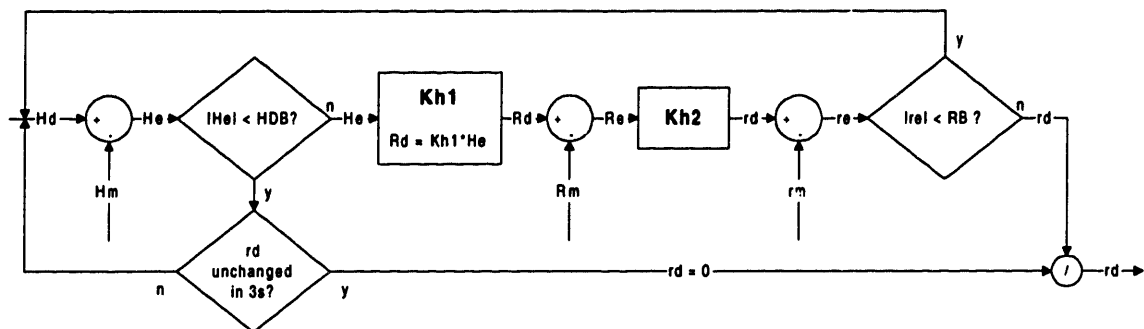 y
Hd
+
-
He
|He| < HDB?
n
He
Kh1
Rd = Kh1*He
Rd
+
-
Re
Kh2
rd
+
-
re
|re| < RB ?
n
rd
Hm
y
Rm
rm
rd
unchanged
in 3s?
n
y
rd = 0
/
rd